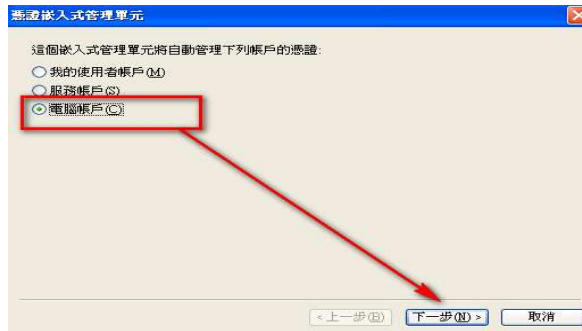 憑證嵌入式管理單元
這個嵌入式管理單元將自動管理下列帳戶的憑證:
我的使用者帳戶(M)
服務帳戶(S)
電腦帳戶(C)
<上一步(B) 下一步(N)> 取消